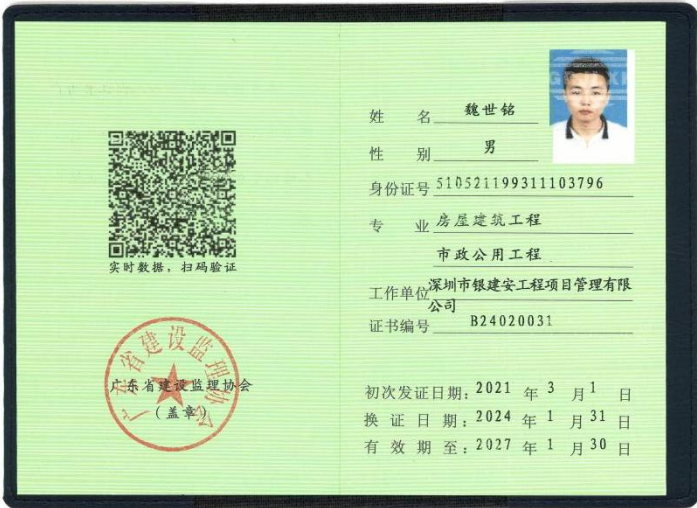 实时数据，扫码验证
广东省建设监理协会
广东省建设监理协会
（盖章）
姓 名 魏世铭
性 别 男
身份证号 510521199311103796
专 业 房屋建筑工程
市政公用工程
工作单位 深圳市银建安工程项目管理有限
公司
证书编号 B24020031
初次发证日期：2021 年 3 月 1 日
换 证 日 期：2024 年 1 月 31 日
有 效 期 至：2027 年 1 月 30 日